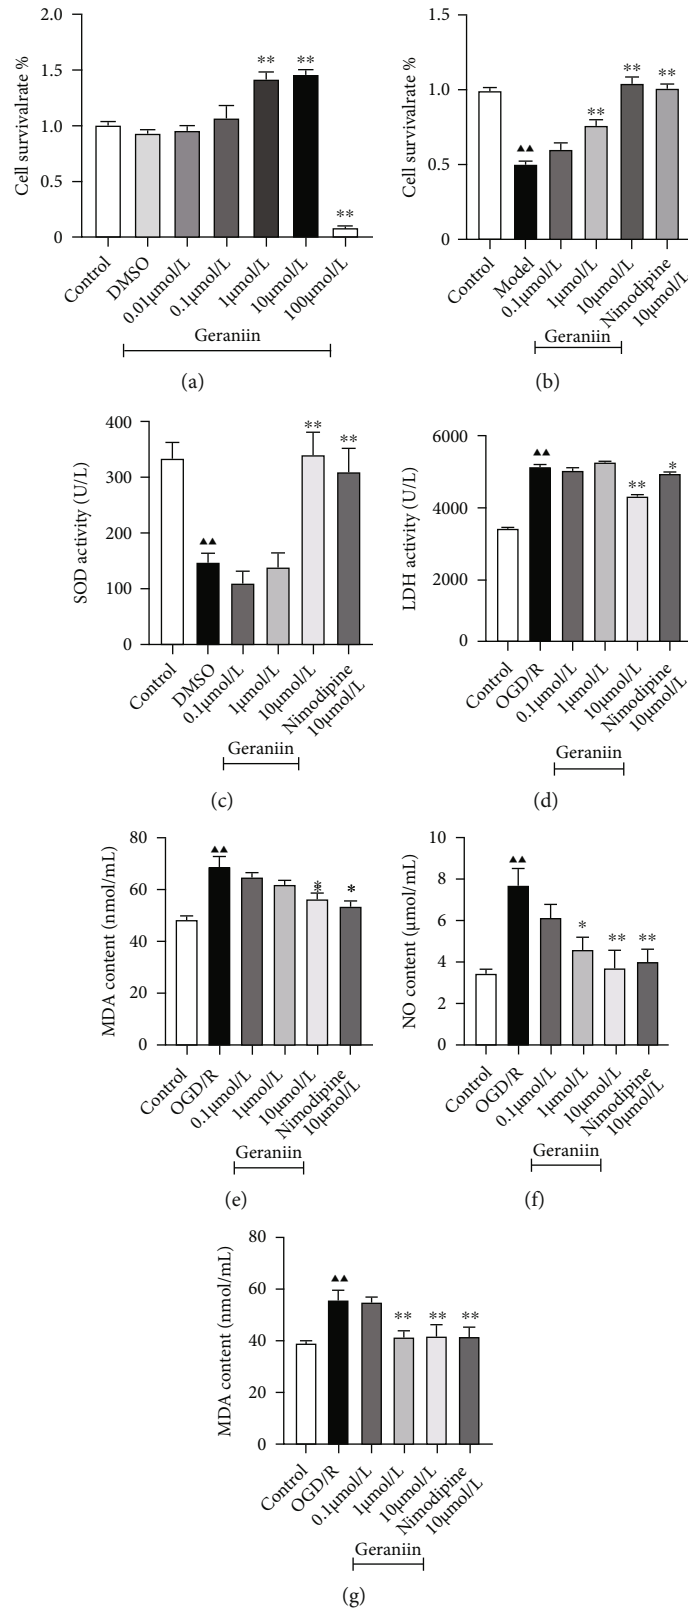 Cell survivalrate %
2.0
1.5
1.0
0.5
0
** ** **
Control
DMSO
0.01μmol/L
0.1μmol/L
1μmol/L
10μmol/L
100μmol/L
Geraniin
(a)
Cell survivalrate %
1.5
1.0
0.5
0
▲▲ ** ** **
Control
Model
0.1μmol/L
1μmol/L
10μmol/L
Nimodipine
10μmol/L
Geraniin
(b)
SOD activity (U/L)
400
300
200
100
0
▲▲ ** **
Control
DMSO
0.1μmol/L
1μmol/L
10μmol/L
Nimodipine
10μmol/L
Geraniin
(c)
LDH activity (U/L)
6000
4000
2000
0
▲▲ ** *
Control
OGD/R
0.1μmol/L
1μmol/L
10μmol/L
Nimodipine
10μmol/L
Geraniin
(d)
MDA content (nmol/mL)
80
60
40
20
0
▲▲ ** *
Control
OGD/R
0.1μmol/L
1μmol/L
10μmol/L
Nimodipine
10μmol/L
Geraniin
(e)
NO content (μmol/mL)
10
8
6
4
2
0
▲▲ * ** **
Control
OGD/R
0.1μmol/L
1μmol/L
10μmol/L
Nimodipine
10μmol/L
Geraniin
(f)
MDA content (nmol/mL)
80
60
40
20
0
▲▲ ** ** **
Control
OGD/R
0.1μmol/L
1μmol/L
10μmol/L
Nimodipine
10μmol/L
Geraniin
(g)